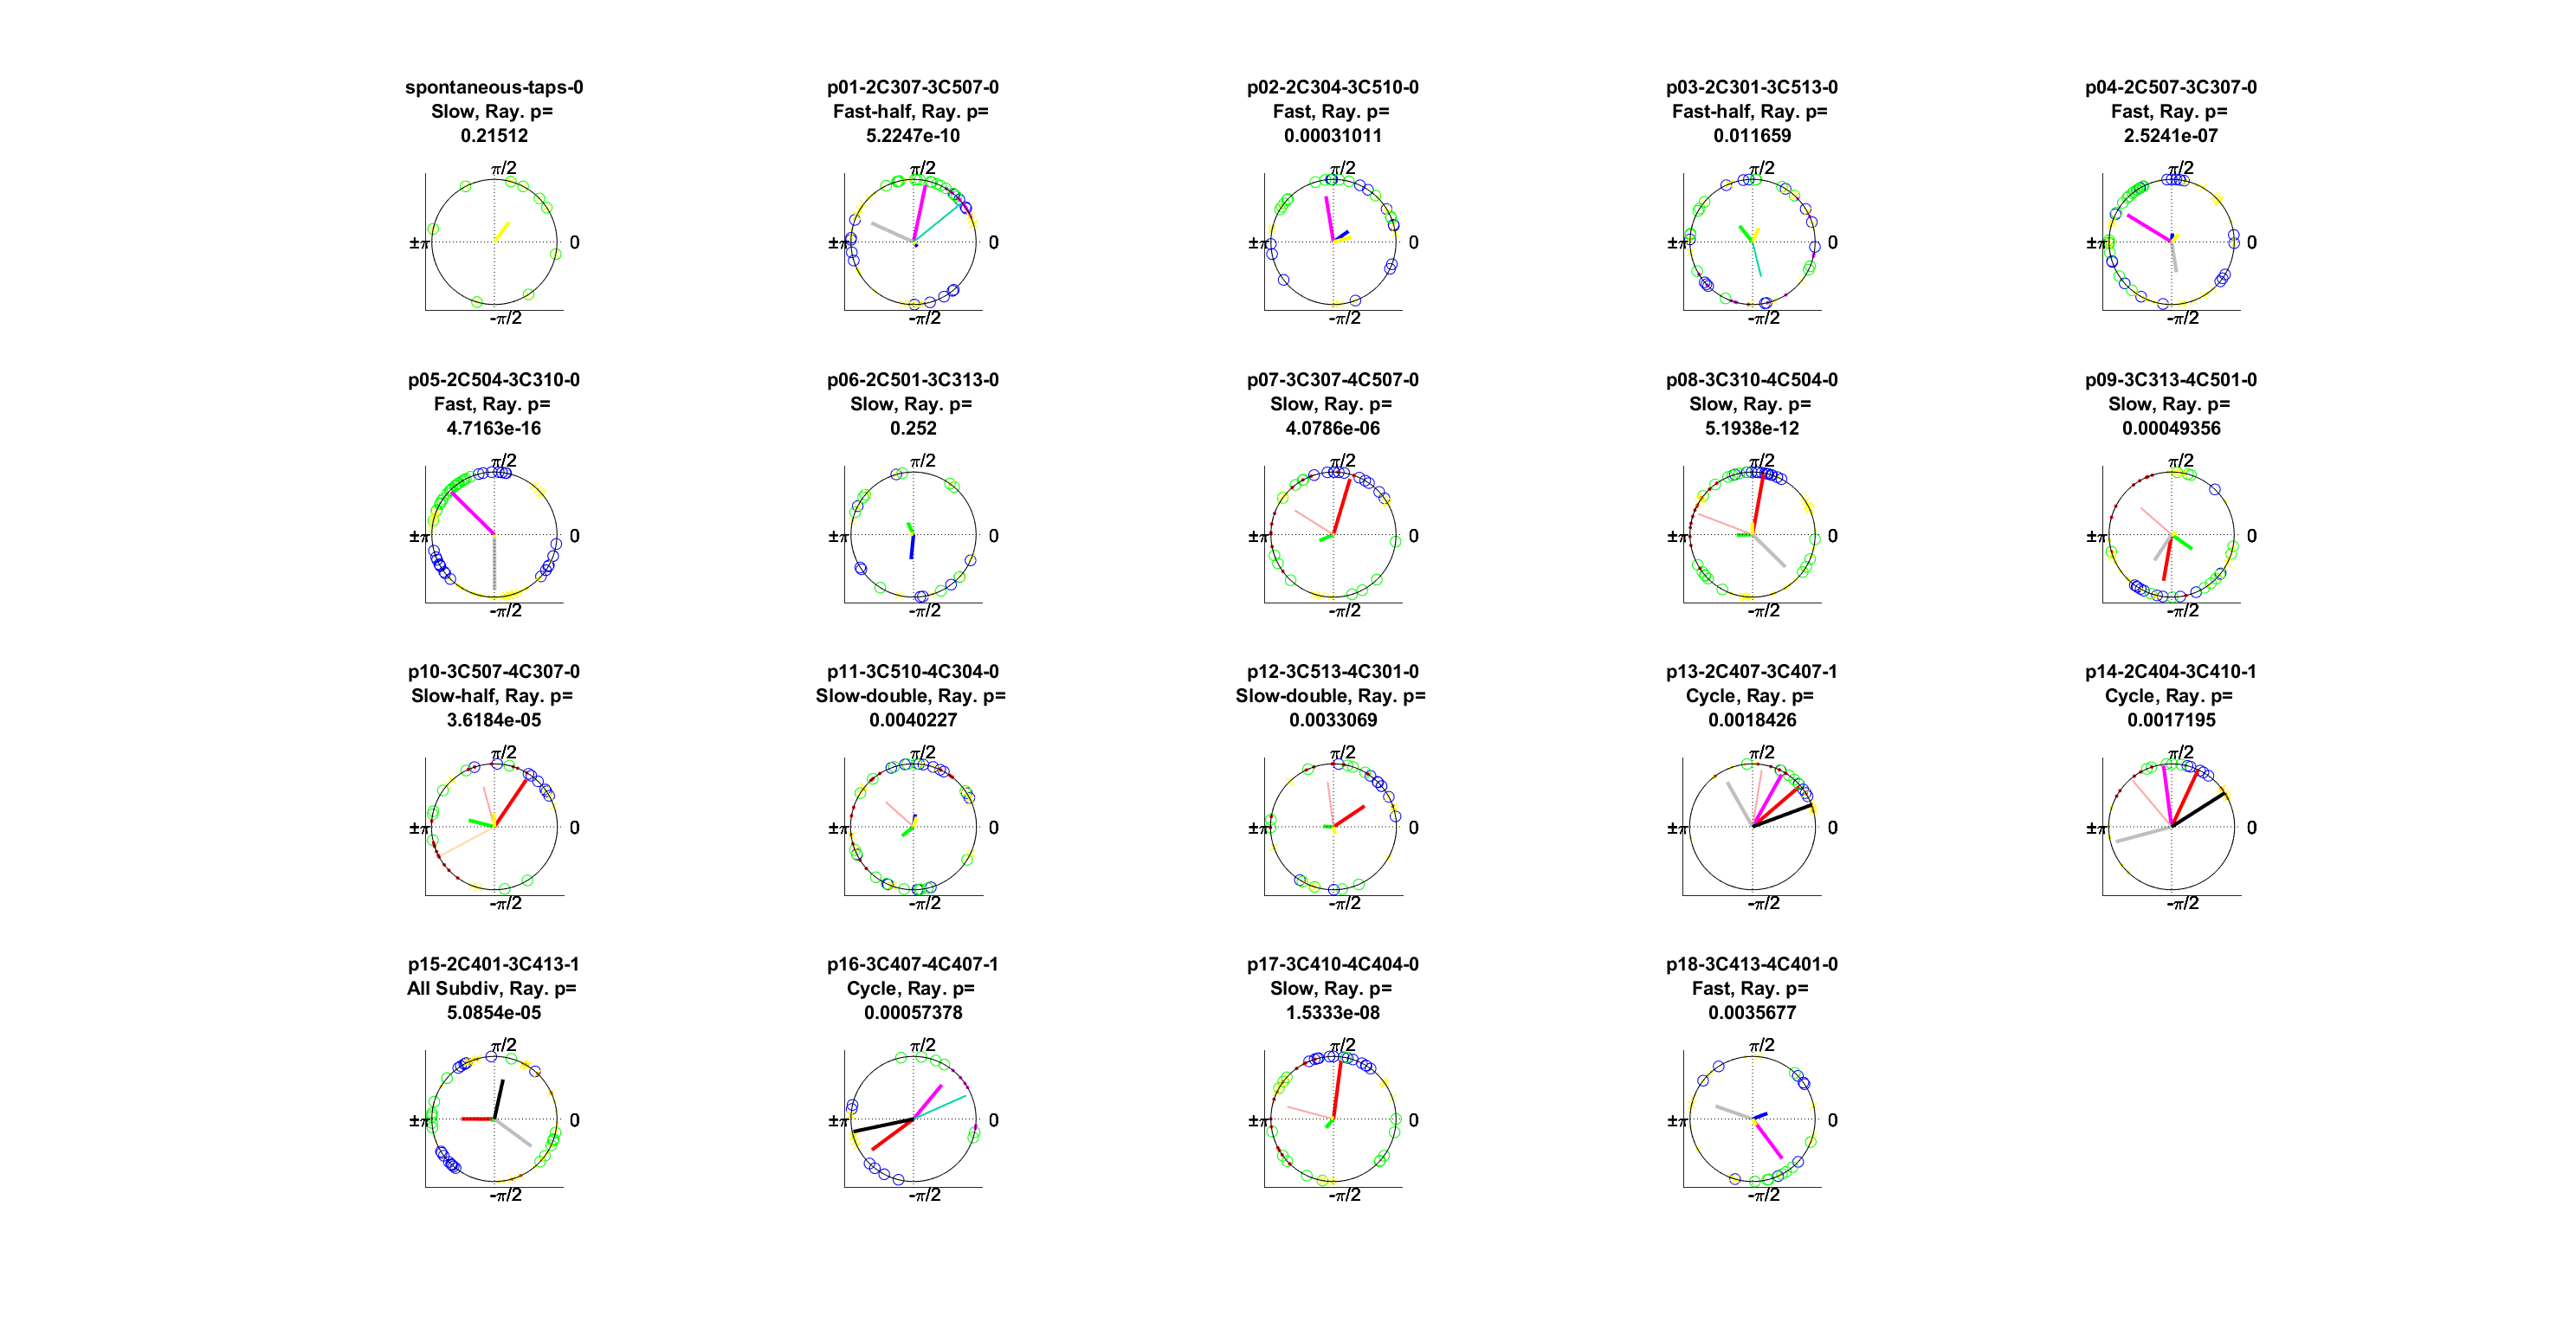 spontaneous-taps-0
Slow, Ray. p=
0.21512
π/2
±π
0
-π/2
p01-2C307-3C507-0
Fast-half, Ray. p=
5.2247e-10
π/2
±π
0
-π/2
p02-2C304-3C510-0
Fast, Ray. p=
0.00031011
π/2
±π
0
-π/2
p03-2C301-3C513-0
Fast-half, Ray. p=
0.011659
π/2
±π
0
-π/2
p04-2C507-3C307-0
Fast, Ray. p=
2.5241e-07
π/2
±π
0
-π/2
p05-2C504-3C310-0
Fast, Ray. p=
4.7163e-16
π/2
±π
0
-π/2
p06-2C501-3C313-0
Slow, Ray. p=
0.252
π/2
±π
0
-π/2
p07-3C307-4C507-0
Slow, Ray. p=
4.0786e-06
π/2
±π
0
-π/2
p08-3C310-4C504-0
Slow, Ray. p=
5.1938e-12
π/2
±π
0
-π/2
p09-3C313-4C501-0
Slow, Ray. p=
0.00049356
π/2
±π
0
-π/2
p10-3C507-4C307-0
Slow-half, Ray. p=
3.6184e-05
π/2
±π
0
-π/2
p11-3C510-4C304-0
Slow-double, Ray. p=
0.0040227
π/2
±π
0
-π/2
p12-3C513-4C301-0
Slow-double, Ray. p=
0.0033069
π/2
±π
0
-π/2
p13-2C407-3C407-1
Cycle, Ray. p=
0.0018426
π/2
±π
0
-π/2
p14-2C404-3C410-1
Cycle, Ray. p=
0.0017195
π/2
±π
0
-π/2
p15-2C401-3C413-1
All Subdiv, Ray. p=
5.0854e-05
π/2
±π
0
-π/2
p16-3C407-4C407-1
Cycle, Ray. p=
0.00057378
π/2
±π
0
-π/2
p17-3C410-4C404-0
Slow, Ray. p=
1.5333e-08
π/2
±π
0
-π/2
p18-3C413-4C401-0
Fast, Ray. p=
0.0035677
π/2
±π
0
-π/2